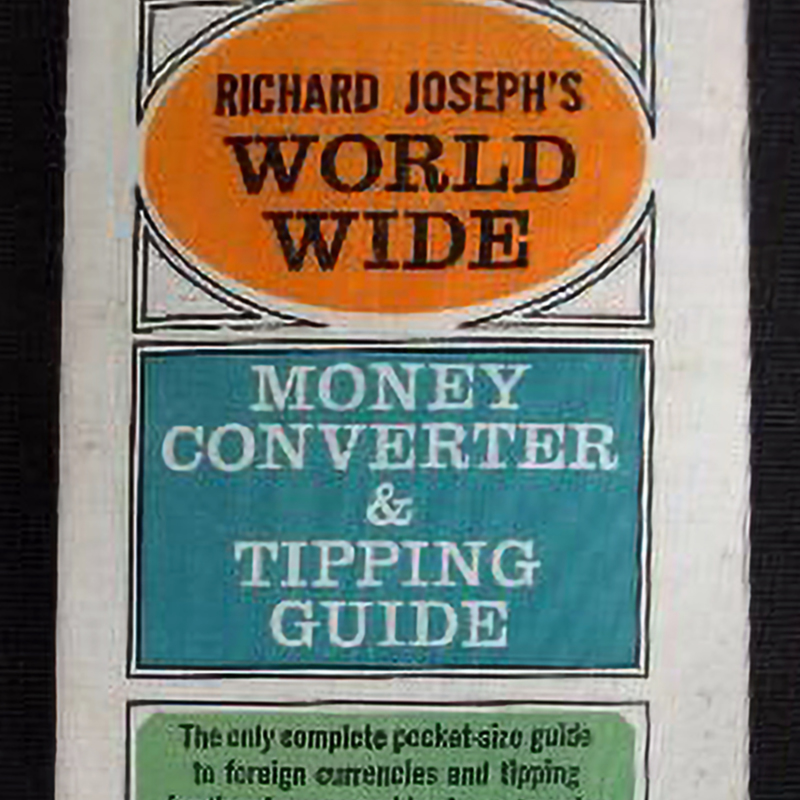 RICHARD JOSEPH'S
WORLD
WIDE
MONEY
CONVERTER
&
TIPPING
GUIDE
The only complete pocket-size guide
to foreign currencies and tipping